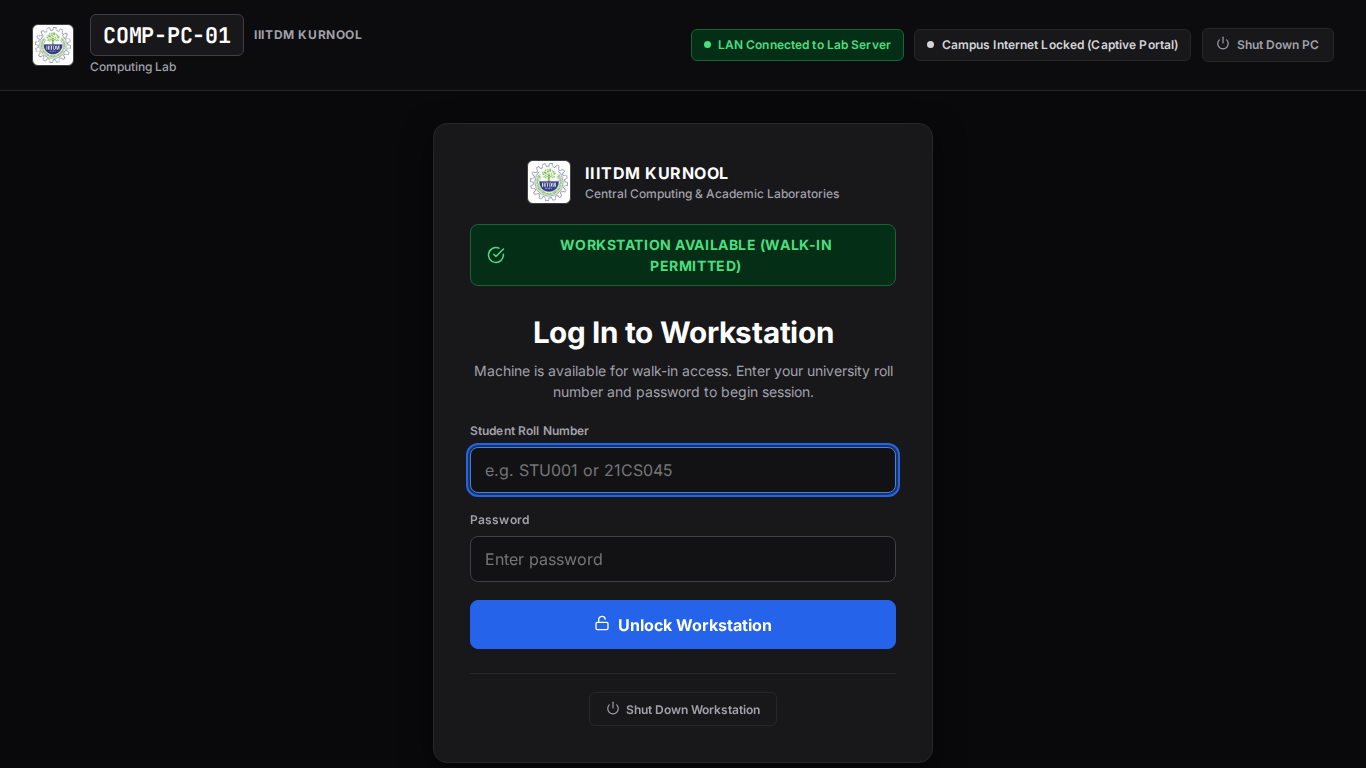 COMP-PC-01
IIITDM KURNOOL
Computing Lab
LAN Connected to Lab Server
Campus Internet Locked (Captive Portal)
Shut Down PC
IIITDM KURNOOL
Central Computing & Academic Laboratories
WORKSTATION AVAILABLE (WALK-IN
PERMITTED)
Log In to Workstation
Machine is available for walk-in access. Enter your university roll
number and password to begin session.
Student Roll Number
e.g. STU001 or 21CS045
Password
Enter password
Unlock Workstation
Shut Down Workstation